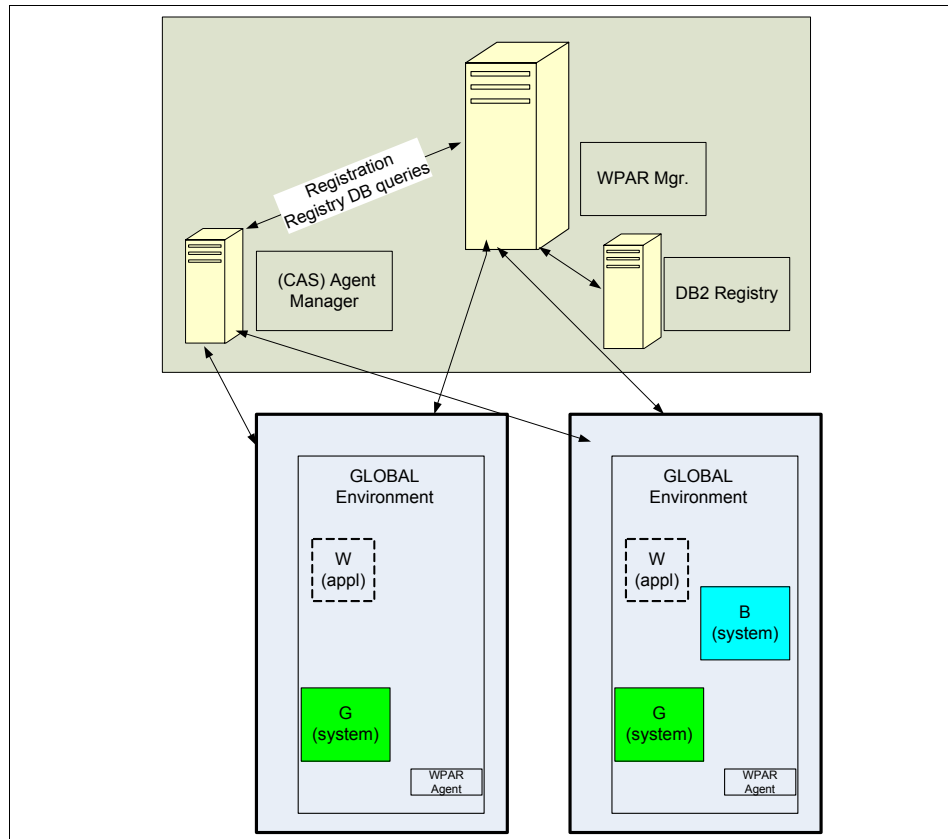 Registration
Registry DB queries
WPAR Mgr.
(CAS) Agent
Manager
DB2 Registry
GLOBAL
Environment
W
(appl)
G
(system)
WPAR
Agent
GLOBAL
Environment
W
(appl)
B
(system)
G
(system)
WPAR
Agent